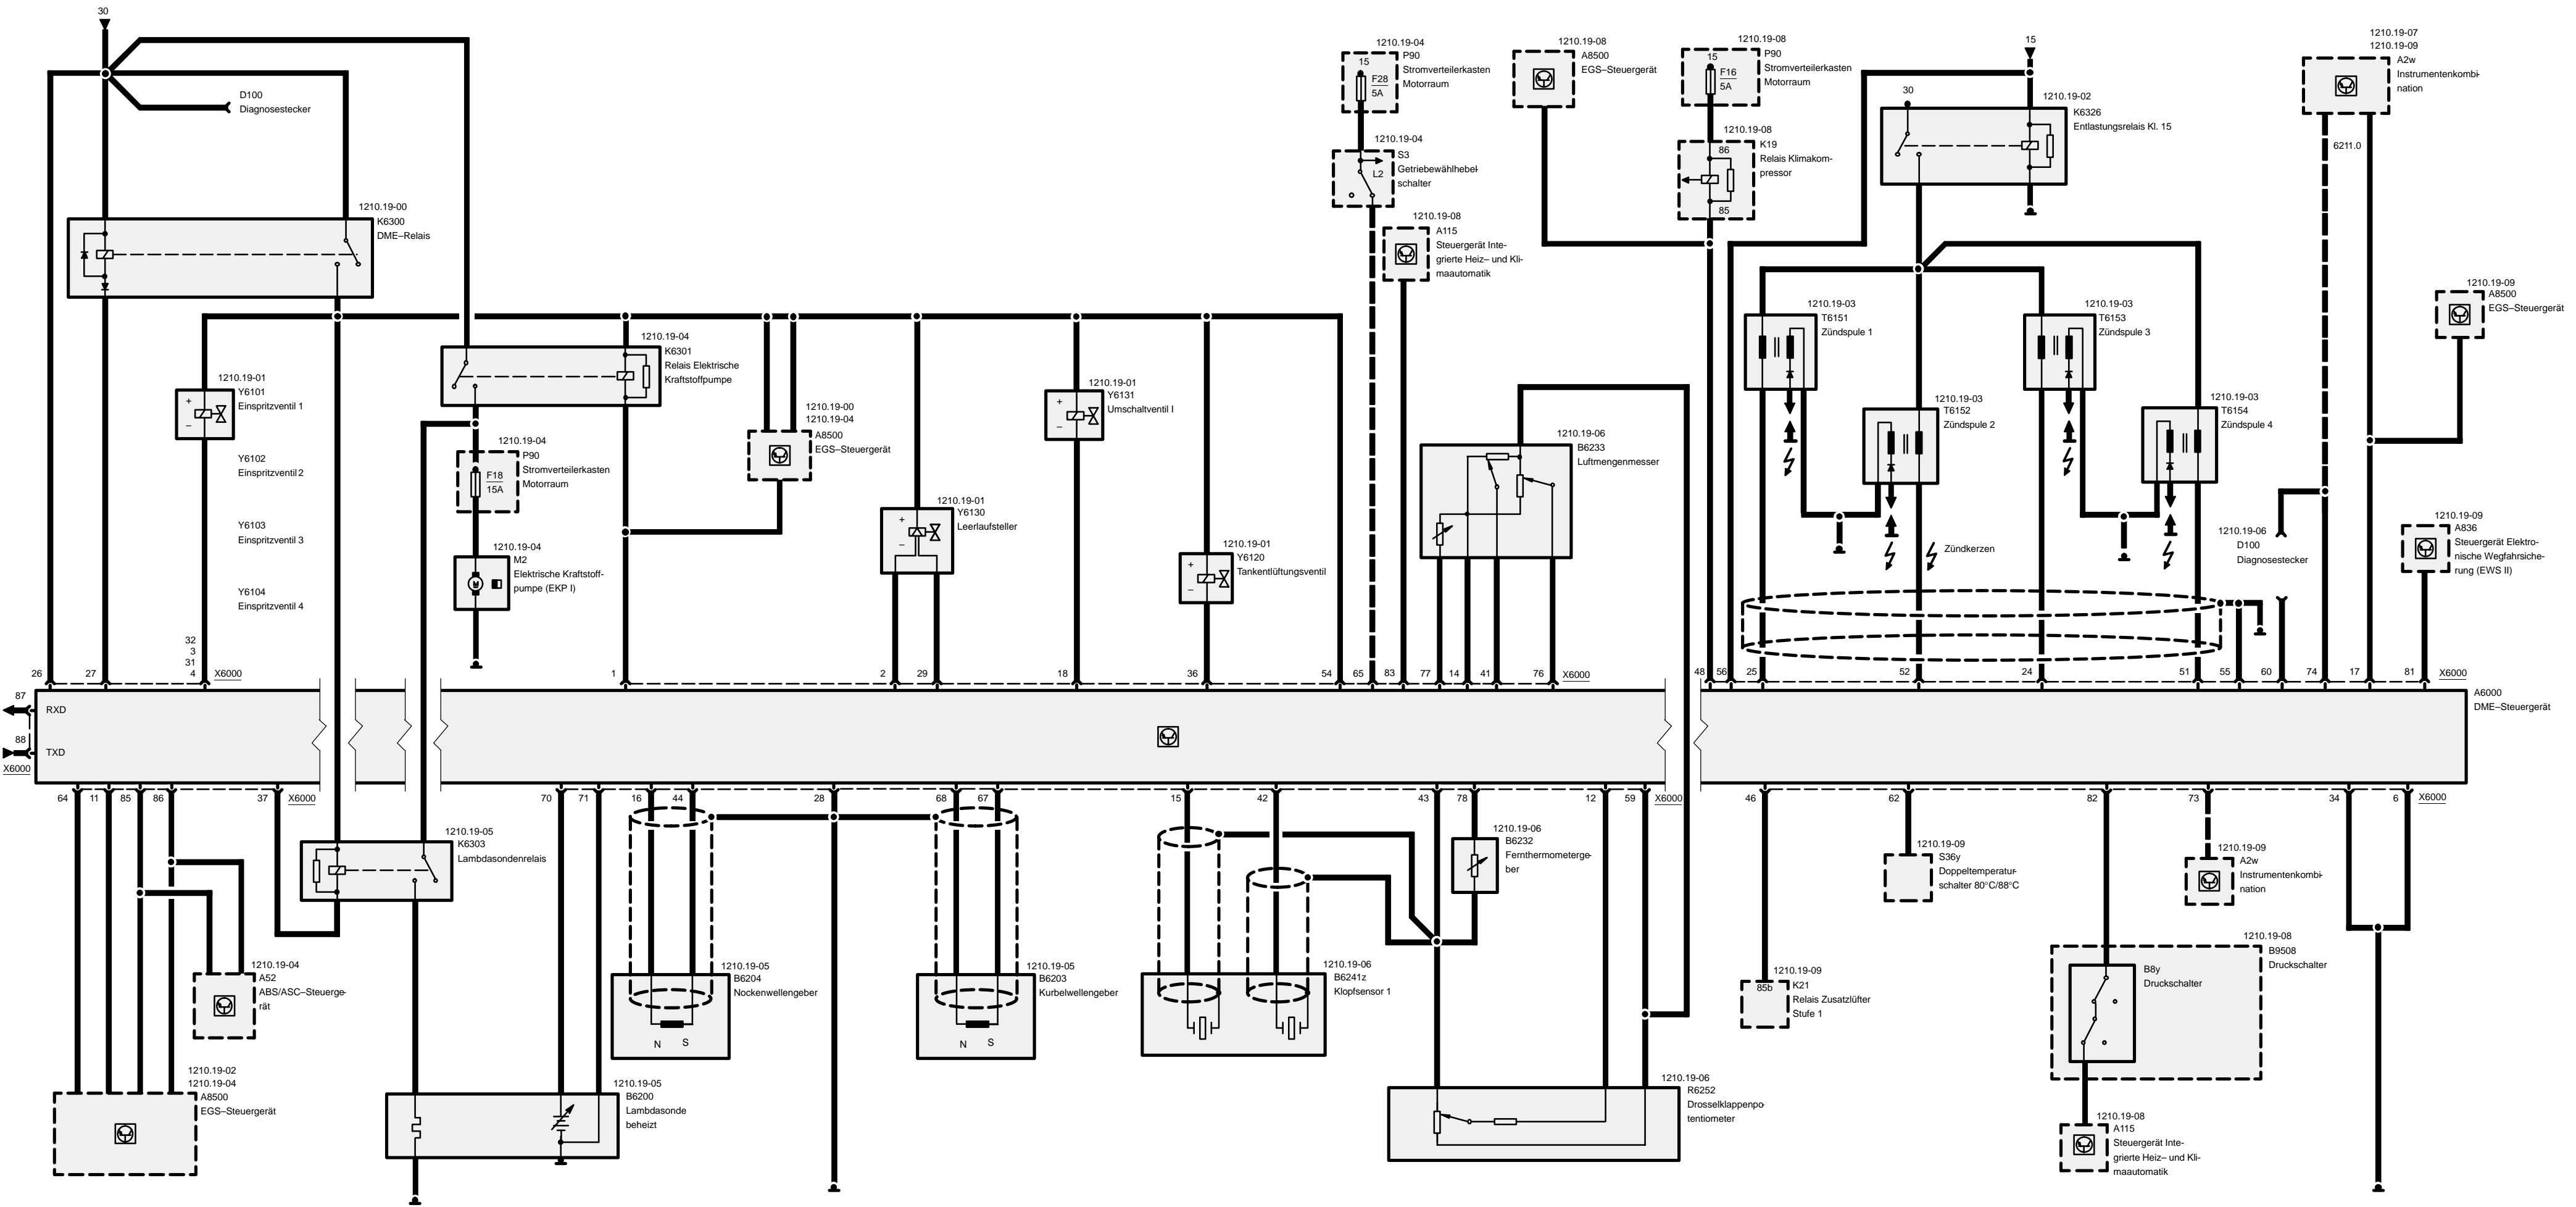 30
D100
Diagnosestecker
1210.19-00
K6300
DME–Relais
1210.19-01
Y6101
Einspritzventil 1
+
–
Y6102
Einspritzventil 2
Y6103
Einspritzventil 3
Y6104
Einspritzventil 4
1210.19-04
K6301
Relais Elektrische
Kraftstoffpumpe
1210.19-04
P90
Stromverteilerkasten
Motorraum
F18
15A
1210.19-04
M2
Elektrische Kraftstoff-
pumpe (EKP I)
M
1210.19-00
1210.19-04
A8500
EGS–Steuergerät
1210.19-01
Y6130
Leerlaufsteller
+
–
1210.19-01
Y6131
Umschaltventil I
+
–
1210.19-01
Y6120
Tankentlüftungsventil
+
–
1210.19-04
P90
Stromverteilerkasten
Motorraum
15
F28
5A
1210.19-04
S3
Getriebewählhebel-
schalter
L2
1210.19-08
A115
Steuergerät Inte-
grierte Heiz– und Kli-
maautomatik
1210.19-08
A8500
EGS–Steuergerät
1210.19-08
P90
Stromverteilerkasten
Motorraum
15
F16
5A
1210.19-08
K19
Relais Klimakom-
pressor
86
85
1210.19-06
B6233
Luftmengenmesser
15
30
1210.19-02
K6326
Entlastungsrelais Kl. 15
1210.19-03
T6151
Zündspule 1
1210.19-03
T6153
Zündspule 3
1210.19-03
T6152
Zündspule 2
1210.19-03
T6154
Zündspule 4
Zündkerzen
1210.19-07
1210.19-09
A2w
Instrumentenkombi-
nation
6211.0
1210.19-09
A8500
EGS–Steuergerät
1210.19-06
D100
Diagnosestecker
1210.19-09
A836
Steuergerät Elektro-
nische Wegfahrsiche-
rung (EWS II)
32
3
31
26 27 4 X6000 1 2 29 18 36 54 65 83 77 14 41 76 X6000 48 56 25 52 24 51 55 60 74 17 81 X6000
87
RXD
88
TXD
X6000
A6000
DME–Steuergerät
64 11 85 86 37 X6000 70 71 16 44 28 68 67 15 42 43 78 12 59 X6000 46 62 82 73 34 6 X6000
1210.19-05
K6303
Lambdasondenrelais
1210.19-04
A52
ABS/ASC–Steuerge-
rät
1210.19-02
1210.19-04
A8500
EGS–Steuergerät
1210.19-05
B6200
Lambdasonde
beheizt
1210.19-05
B6204
Nockenwellengeber
N S
1210.19-05
B6203
Kurbelwellengeber
N S
1210.19-06
B6241z
Klopfsensor 1
1210.19-06
B6232
Fernthermometerge-
ber
1210.19-06
R6252
Drosselklappenpo-
tentiometer
1210.19-09
K21
Relais Zusatzlüfter
Stufe 1
85b
1210.19-09
S36y
Doppeltemperatur-
schalter 80°C/88°C
1210.19-09
A2w
Instrumentenkombi-
nation
1210.19-08
B9508
Druckschalter
B8y
Druckschalter
1210.19-08
A115
Steuergerät Inte-
grierte Heiz– und Kli-
maautomatik